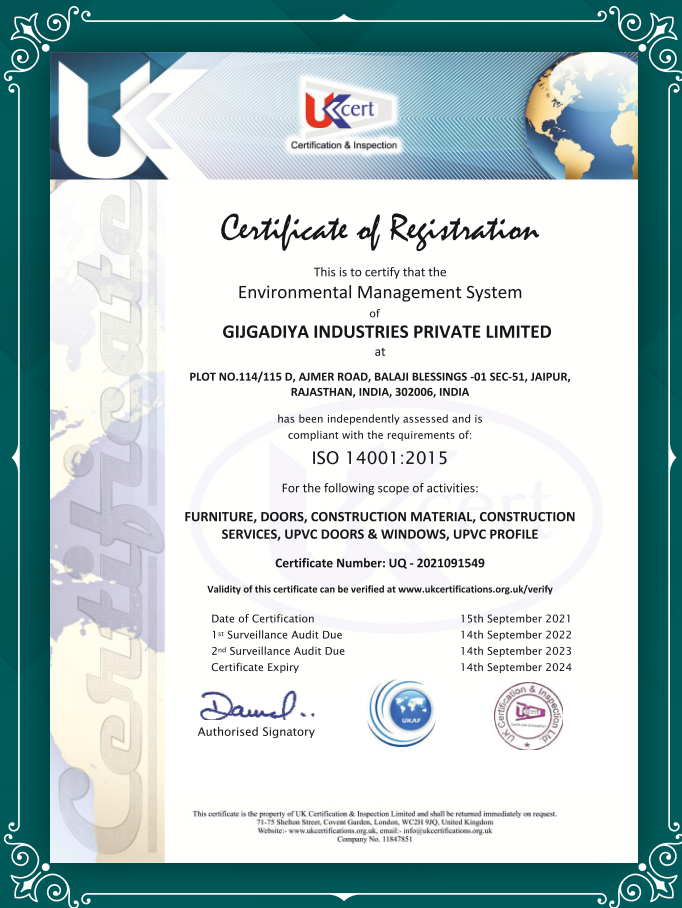 UK
UKcert
Certification & Inspection
Certificate
Certificate of Registration
This is to certify that the
Environmental Management System
of
GIJGADIYA INDUSTRIES PRIVATE LIMITED
at
PLOT NO.114/115 D, AJMER ROAD, BALAJI BLESSINGS -01 SEC-51, JAIPUR,
RAJASTHAN, INDIA, 302006, INDIA
has been independently assessed and is
compliant with the requirements of:
ISO 14001:2015
For the following scope of activities:
FURNITURE, DOORS, CONSTRUCTION MATERIAL, CONSTRUCTION
SERVICES, UPVC DOORS & WINDOWS, UPVC PROFILE
Certificate Number: UQ - 2021091549
Validity of this certificate can be verified at www.ukcertifications.org.uk/verify
Date of Certification 15th September 2021
1st Surveillance Audit Due 14th September 2022
2nd Surveillance Audit Due 14th September 2023
Certificate Expiry 14th September 2024
Authorised Signatory
UKAF
UK Certification & Inspection Ltd
UKcert
This certificate is the property of UK Certification & Inspection Limited and shall be returned immediately on request.
71-75 Shelton Street, Covent Garden, London, WC2H 9JQ, United Kingdom
Website:- www.ukcertifications.org.uk, email:- info@ukcertifications.org.uk
Company No. 11847851